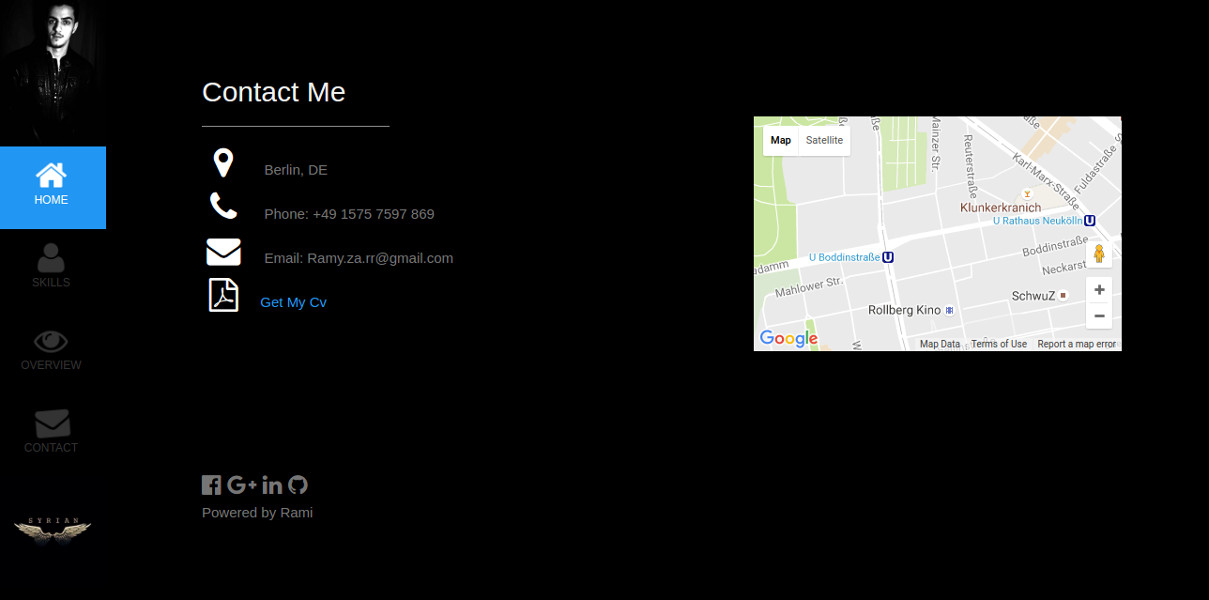 HOME
SKILLS
OVERVIEW
CONTACT
SYRIAN
Contact Me
Berlin, DE
Phone: +49 1575 7597 869
Email: Ramy.za.rr@gmail.com
Get My Cv
Powered by Rami
Map Satellite
Mainzer Str.
Reuterstraße
Karl-Marx-Straße
Fuldastraße
Klunkerkranich
U Rathaus Neukölln
U Boddinstraße
Boddinstraße
Neckarst
Mahlower Str.
SchwuZ
Rollberg Kino
Google
Map Data Terms of Use Report a map error